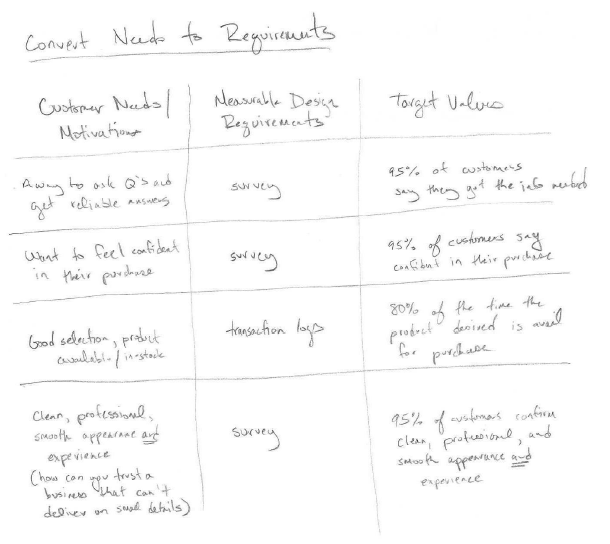 Convert Needs to Requirements
Customer Needs/
Motivations
Measurable Design
Requirements
Target Values
A way to ask Q's and
get reliable answers
survey
95% of customers
say they got the info needed
Want to feel confident
in their purchase
survey
95% of customers say
confident in their purchase
Good selection, product
available/in-stock
transaction logs
80% of the time the
product desired is avail
for purchase
Clean, professional,
smooth appearance and
experience
(how can you trust a
business that can't
deliver on small details)
survey
95% of customers confirm
clean, professional, and
smooth appearance and
experience